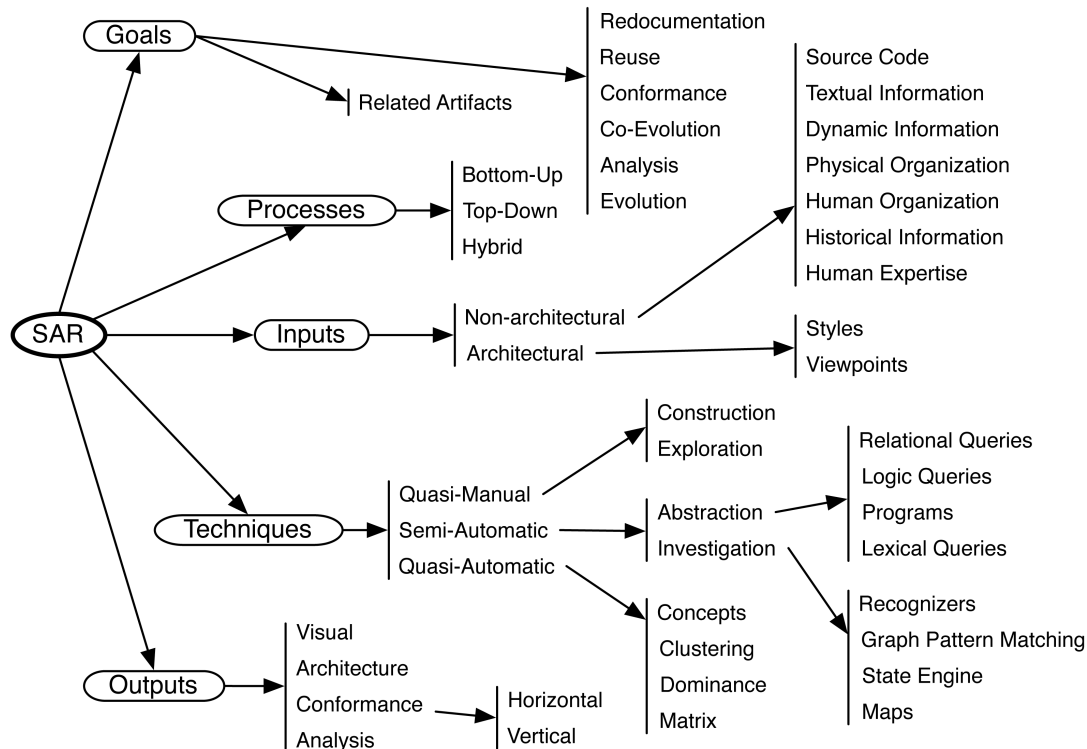 Goals
Related Artifacts
Redocumentation
Reuse
Conformance
Co-Evolution
Analysis
Evolution
Processes
Bottom-Up
Top-Down
Hybrid
SAR
Inputs
Non-architectural
Architectural
Source Code
Textual Information
Dynamic Information
Physical Organization
Human Organization
Historical Information
Human Expertise
Styles
Viewpoints
Techniques
Quasi-Manual
Semi-Automatic
Quasi-Automatic
Construction
Exploration
Abstraction
Investigation
Concepts
Clustering
Dominance
Matrix
Relational Queries
Logic Queries
Programs
Lexical Queries
Recognizers
Graph Pattern Matching
State Engine
Maps
Outputs
Visual
Architecture
Conformance
Analysis
Horizontal
Vertical